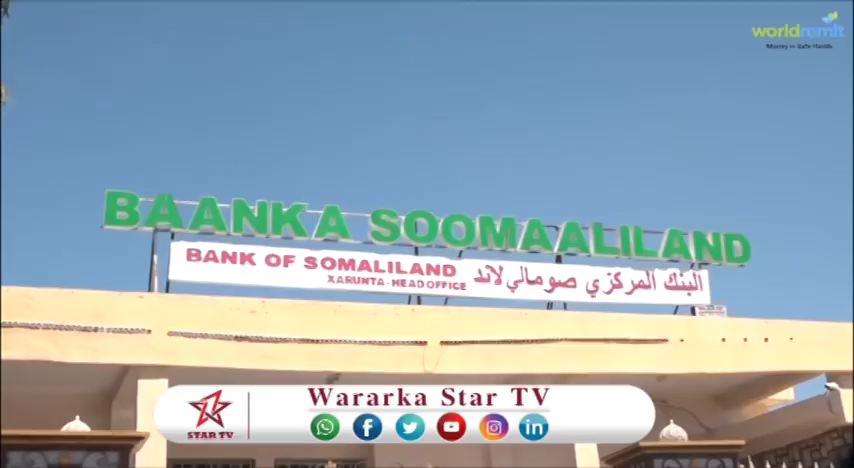 worldremit
Money in Safe Hands
BAANKA SOOMAALILAND
BANK OF SOMALILAND
XARUNTA - HEAD OFFICE
البنك المركزي صومالي لاند
Wararka Star TV
STAR TV